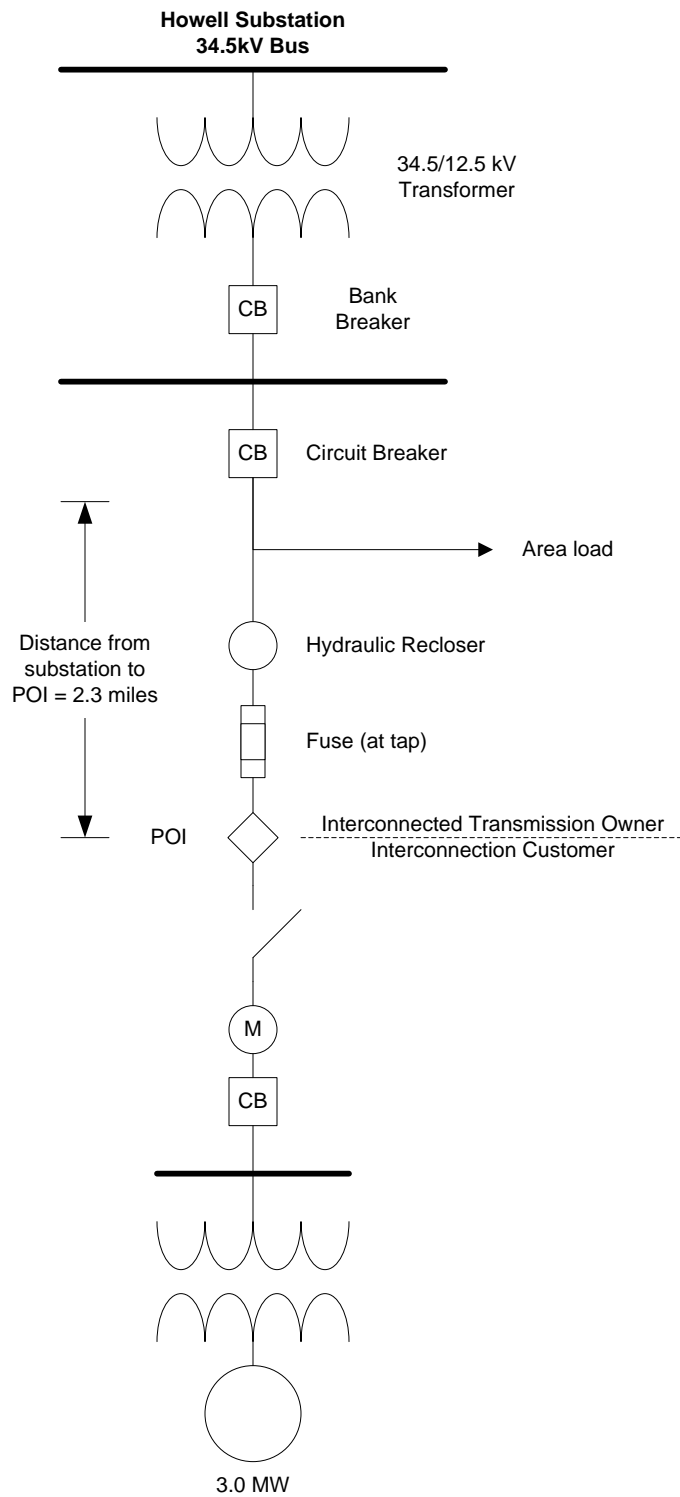 Howell Substation
34.5kV Bus
34.5/12.5 kV
Transformer
CB
Bank
Breaker
CB
Circuit Breaker
Area load
Hydraulic Recloser
Distance from
substation to
POI = 2.3 miles
Fuse (at tap)
POI
Interconnected Transmission Owner
Interconnection Customer
M
CB
3.0 MW